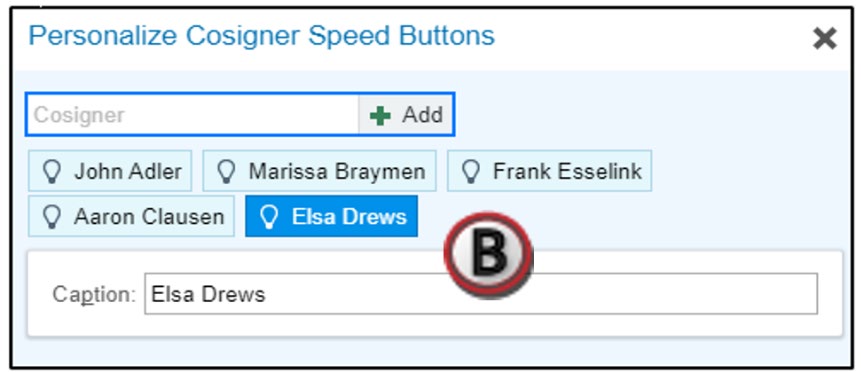 Personalize Cosigner Speed Buttons
Cosigner Add
John Adler Marissa Braymen Frank Esselink
Aaron Clausen Elsa Drews
B
Caption: Elsa Drews